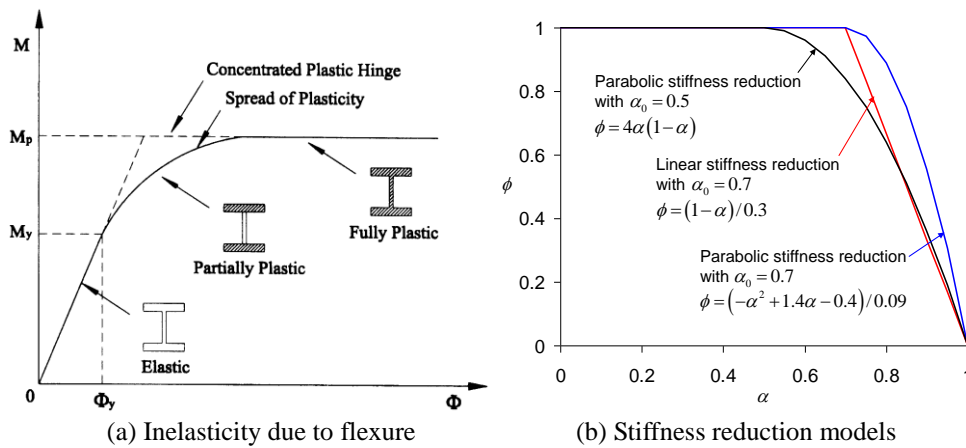 M
Concentrated Plastic Hinge
Spread of Plasticity
Mp
My
Fully Plastic
Partially Plastic
Elastic
0
Φy
Φ
(a) Inelasticity due to flexure
1
0.8
0.6
ϕ
0.4
0.2
0
Parabolic stiffness reduction
with α₀ = 0.5
ϕ = 4α(1−α)
Linear stiffness reduction
with α₀ = 0.7
ϕ = (1−α)/0.3
Parabolic stiffness reduction
with α₀ = 0.7
ϕ = (−α² + 1.4α − 0.4)/0.09
0 0.2 0.4 0.6 0.8 1
α
(b) Stiffness reduction models